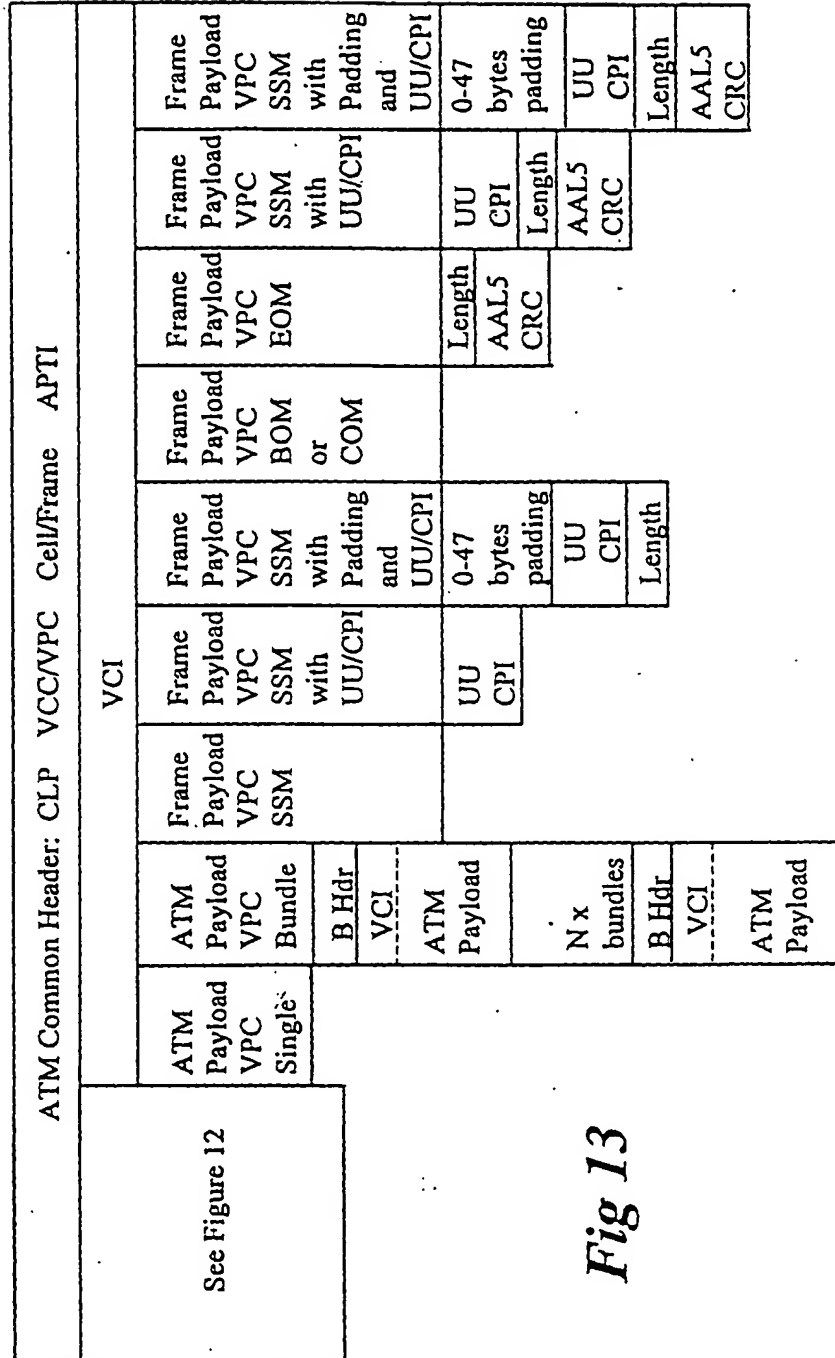 ATM Common Header: CLP VCC/VPC Cell/Frame APTI
VCI
See Figure 12
ATM
Payload
VPC
Single
ATM
Payload
VPC
Bundle
B Hdr
VCI
ATM
Payload
N x
bundles
B Hdr
VCI
ATM
Payload
Frame
Payload
VPC
SSM
Frame
Payload
VPC
SSM
with
UU/CPI
UU
CPI
Frame
Payload
VPC
SSM
with
Padding
and
UU/CPI
0-47
bytes
padding
UU
CPI
Length
Frame
Payload
VPC
BOM
or
COM
Frame
Payload
VPC
EOM
Length
AAL5
CRC
Frame
Payload
VPC
SSM
with
UU/CPI
UU
CPI
Length
AAL5
CRC
Frame
Payload
VPC
SSM
with
Padding
and
UU/CPI
0-47
bytes
padding
UU
CPI
Length
AAL5
CRC
Fig 13